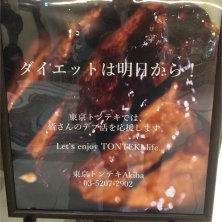 ダイエットは明日から！
東京トンテキでは、
皆さんのデブ活を応援します。
Let's enjoy TONTEKI life.
東京トンテキAkiba
03-5207-2902